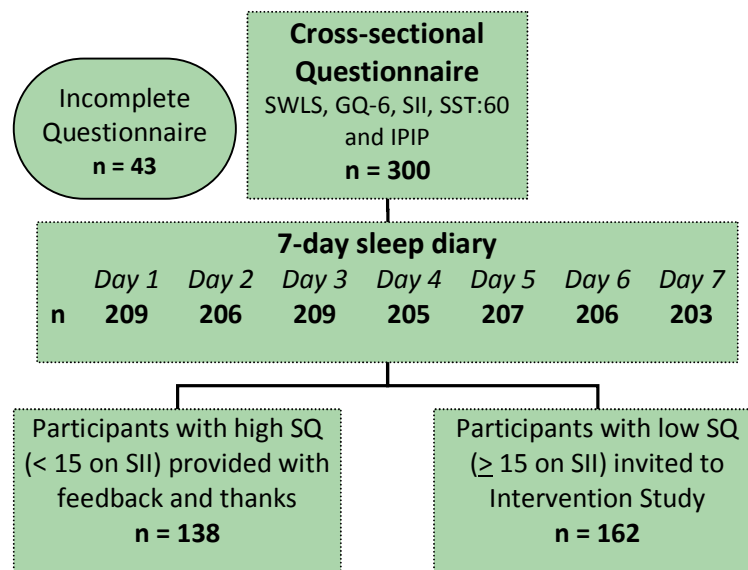 Incomplete
Questionnaire
n = 43
Cross-sectional
Questionnaire
SWLS, GQ-6, SII, SST:60
and IPIP
n = 300
7-day sleep diary
Day 1 Day 2 Day 3 Day 4 Day 5 Day 6 Day 7
n 209 206 209 205 207 206 203
Participants with high SQ
(< 15 on SII) provided with
feedback and thanks
n = 138
Participants with low SQ
(≥ 15 on SII) invited to
Intervention Study
n = 162